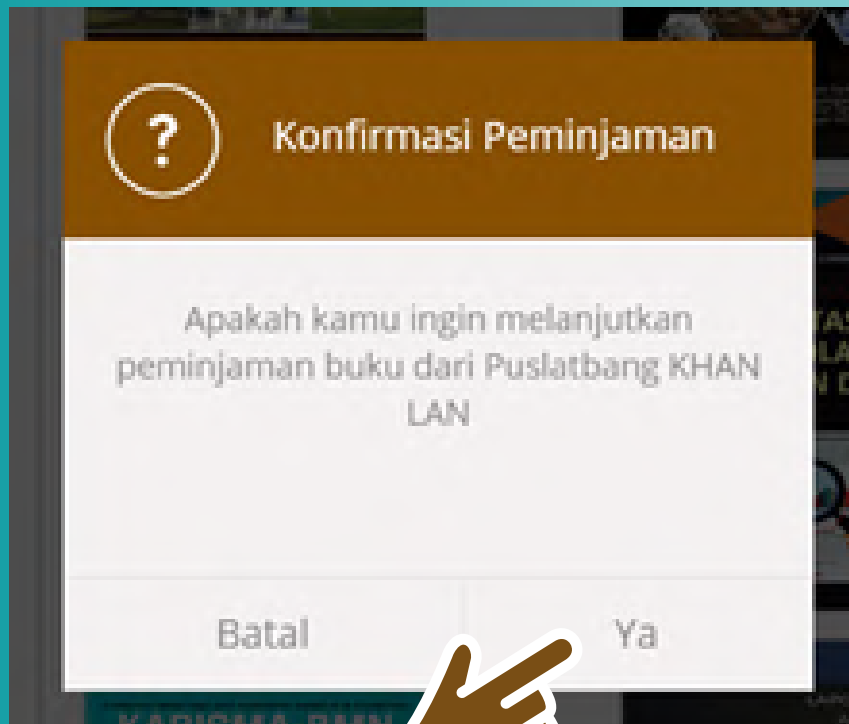 ?
Konfirmasi Peminjaman
Apakah kamu ingin melanjutkan
peminjaman buku dari Puslatbang KHAN
LAN
Batal
Ya